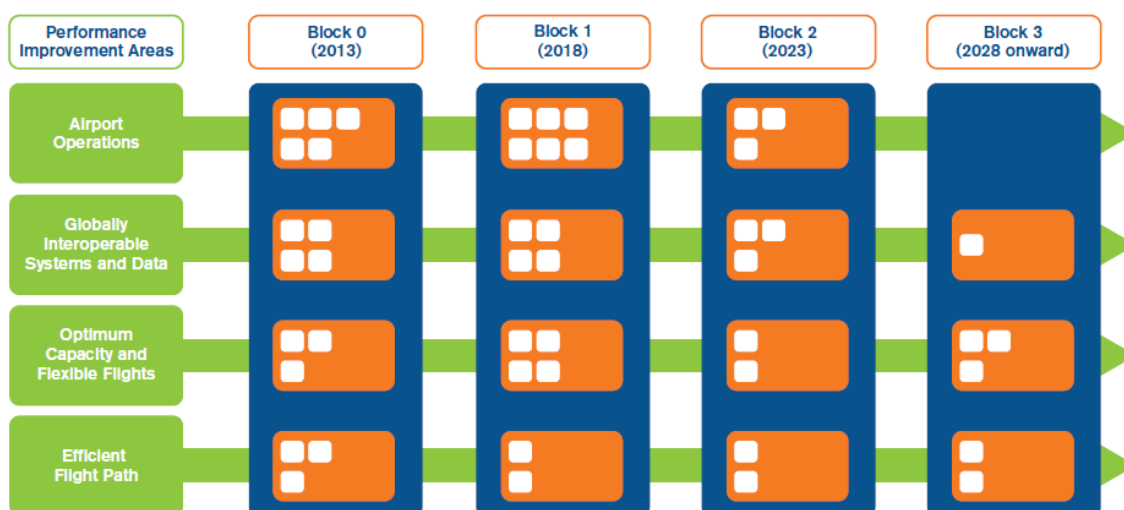 Performance
Improvement Areas
Block 0
(2013)
Block 1
(2018)
Block 2
(2023)
Block 3
(2028 onward)
Airport
Operations
Globally
Interoperable
Systems and Data
Optimum
Capacity and
Flexible Flights
Efficient
Flight Path